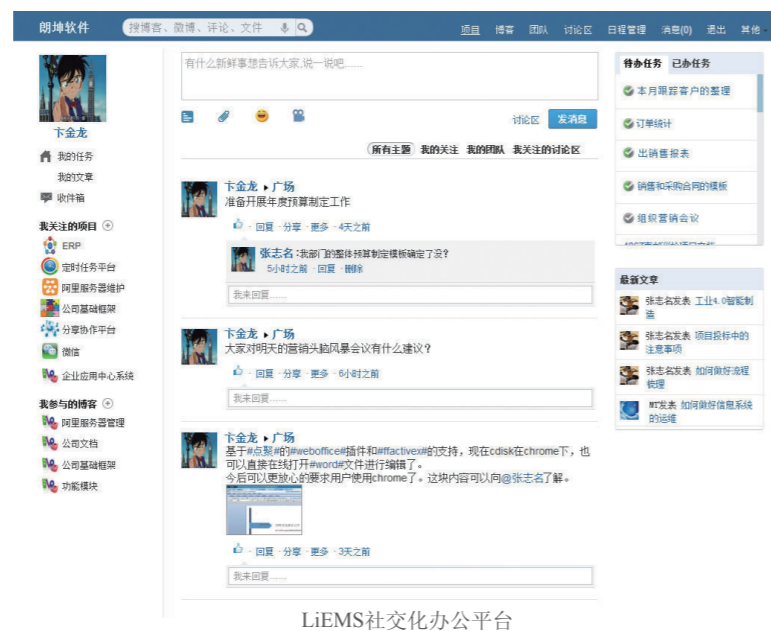 朗坤软件
搜博客、微博、评论、文件
项目 博客 团队 讨论区 日程管理 消息(0) 退出 其他
卞金龙
我的任务
我的文章
收件箱
我关注的项目
ERP
定时任务平台
阿里服务器维护
公司基础框架
分享协作平台
微信
企业应用中心系统
我参与的博客
阿里服务器管理
公司文档
公司基础框架
功能模块
有什么新鲜事想告诉大家,说一说吧......
讨论区 发消息
所有主题 我的关注 我的团队 我关注的讨论区
卞金龙 ▸ 广场
准备开展年度预算制定工作
· 回复 · 分享 · 更多 · 4天之前
张志名:我部门的整体预算制定模板确定了没?
5小时之前 · 回复 · 删除
我来回复......
卞金龙 ▸ 广场
大家对明天的营销头脑风暴会议有什么建议?
· 回复 · 分享 · 更多 · 6小时之前
我来回复......
卞金龙 ▸ 广场
基于#点聚#的#weboffice#插件和#ffactivex#的支持,现在cdisk在chrome下,也
可以直接在线打开#word#文件进行编辑了。
今后可以更放心的要求用户使用chrome了。这块内容可以向@张志名了解。
· 回复 · 分享 · 更多 · 3天之前
我来回复......
待办任务 已办任务
本月跟踪客户的整理
订单统计
出销售报表
销售和采购合同的模板
组织营销会议
最新文章
张志名发表 工业4.0智能制
造
张志名发表 项目投标中的
注意事项
张志名发表 如何做好流程
梳理
MT发表 如何做好信息系统
的运维
LiEMS社交化办公平台